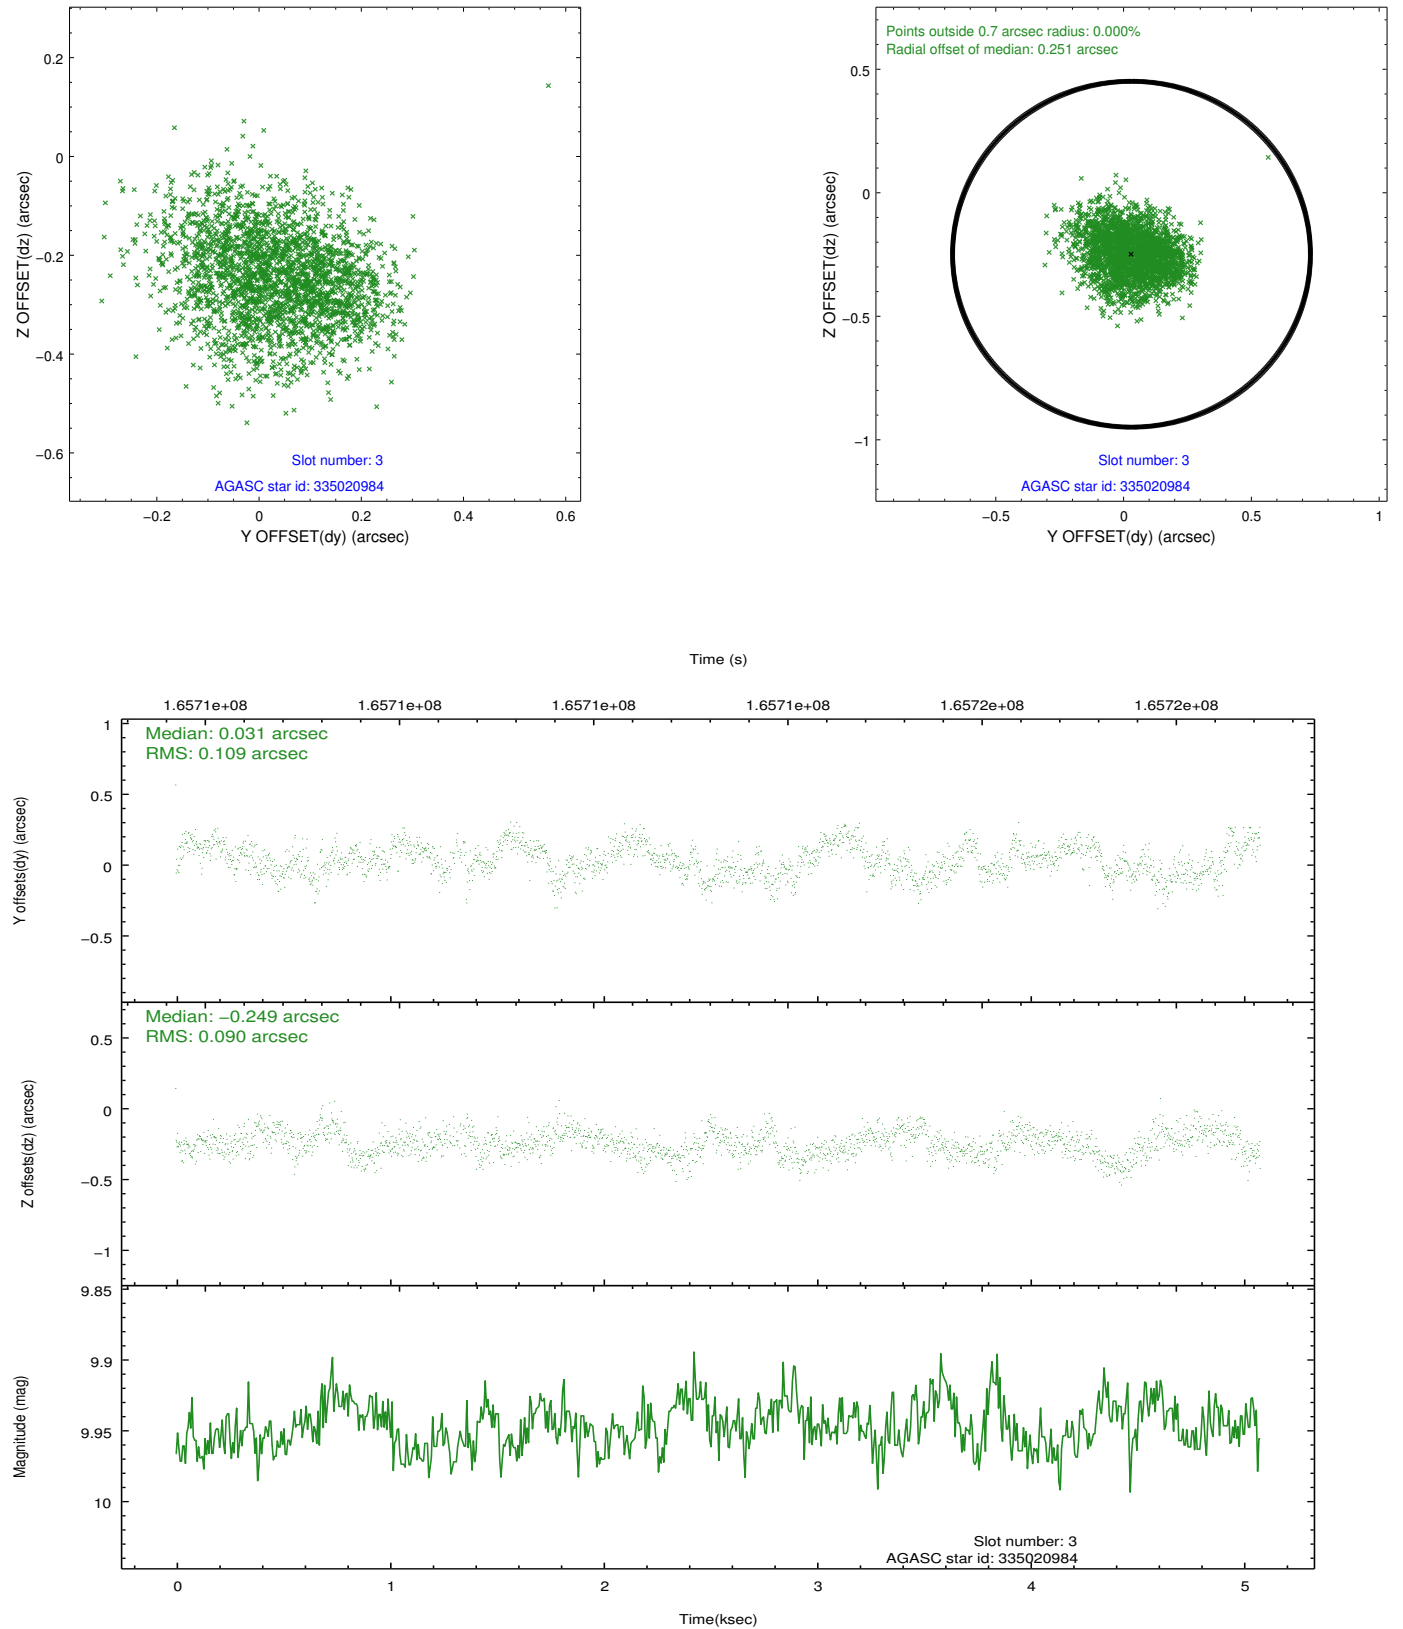 0.2
0
−0.2
−0.4
−0.6
Z OFFSET(dz) (arcsec)
Slot number: 3
AGASC star id: 335020984
−0.2
0
0.2
0.4
0.6
Y OFFSET(dy) (arcsec)
Points outside 0.7 arcsec radius: 0.000%
Radial offset of median: 0.251 arcsec
0.5
0
−0.5
−1
Z OFFSET(dz) (arcsec)
Slot number: 3
AGASC star id: 335020984
−0.5
0
0.5
1
Y OFFSET(dy) (arcsec)
Time (s)
1.6571e+08
1.6571e+08
1.6571e+08
1.6571e+08
1.6572e+08
1.6572e+08
Median: 0.031 arcsec
RMS: 0.109 arcsec
1
0.5
0
−0.5
Y offsets(dy) (arcsec)
Median: −0.249 arcsec
RMS: 0.090 arcsec
0.5
0
−0.5
−1
Z offsets(dz) (arcsec)
9.85
9.9
9.95
10
Magnitude (mag)
Slot number: 3
AGASC star id: 335020984
0
1
2
3
4
5
Time(ksec)